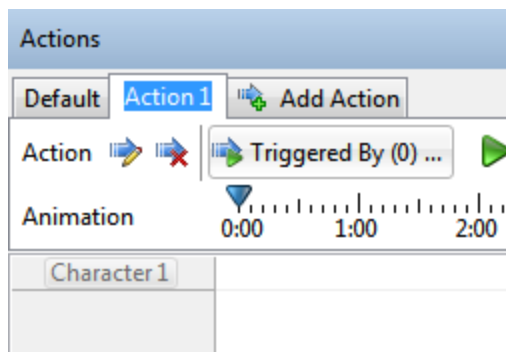 Actions
Default Action 1 Add Action
Action Triggered By (0) ...
Animation
0:00 1:00 2:00
Character 1